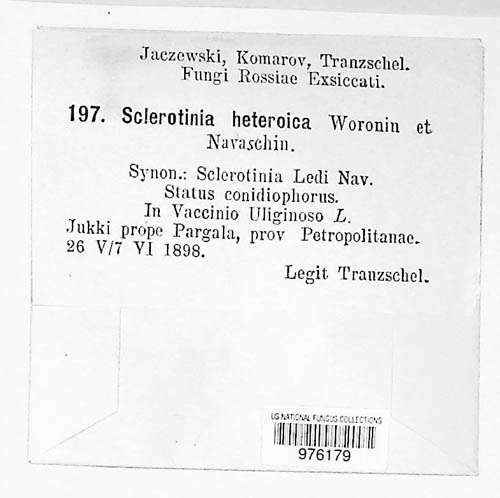 Jaczewski, Komarov, Tranzschel.
Fungi Rossiae Exsiccati.
197. Sclerotinia heteroica Woronin et
Navaschin.
Synon.: Sclerotinia Ledi Nav.
Status conidiophorus.
In Vaccinio Uliginoso L.
Jukki prope Pargala, prov Petropolitanae.
26 V/7 VI 1898.
Legit Tranzschel.
US NATIONAL FUNGUS COLLECTIONS
976179